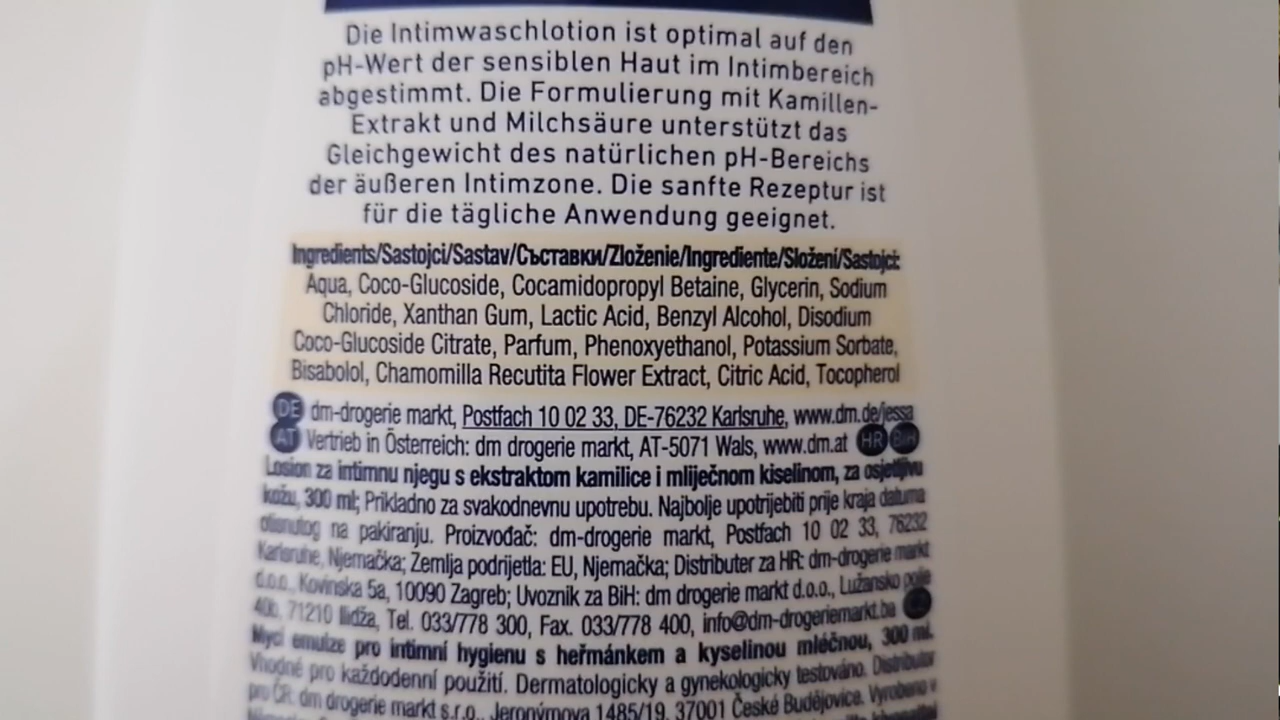 Die Intimwaschlotion ist optimal auf den
pH-Wert der sensiblen Haut im Intimbereich
abgestimmt. Die Formulierung mit Kamillen-
Extrakt und Milchsäure unterstützt das
Gleichgewicht des natürlichen pH-Bereichs
der äußeren Intimzone. Die sanfte Rezeptur ist
für die tägliche Anwendung geeignet.
Ingredients/Sastojci/Sastav/Съставки/Zloženie/Ingrediente/Složení/Sastojci:
Aqua, Coco-Glucoside, Cocamidopropyl Betaine, Glycerin, Sodium
Chloride, Xanthan Gum, Lactic Acid, Benzyl Alcohol, Disodium
Coco-Glucoside Citrate, Parfum, Phenoxyethanol, Potassium Sorbate,
Bisabolol, Chamomilla Recutita Flower Extract, Citric Acid, Tocopherol
DE dm-drogerie markt, Postfach 10 02 33, DE-76232 Karlsruhe, www.dm.de/jessa
AT Vertrieb in Österreich: dm drogerie markt, AT-5071 Wals, www.dm.at HR BiH
Losion za intimnu njegu s ekstraktom kamilice i mliječnom kiselinom, za osjetljivu
kožu, 300 ml; Prikladno za svakodnevnu upotrebu. Najbolje upotrijebiti prije kraja datuma
otisnutog na pakiranju. Proizvođač: dm-drogerie markt, Postfach 10 02 33, 76232
Karlsruhe, Njemačka; Zemlja podrijetla: EU, Njemačka; Distributer za HR: dm-drogerie markt
d.o.o., Kovinska 5a, 10090 Zagreb; Uvoznik za BiH: dm drogerie markt d.o.o., Lužansko polje
40b, 71210 Ilidža, Tel. 033/778 300, Fax. 033/778 400, info@dm-drogeriemarkt.ba
Mycí emulze pro intimní hygienu s heřmánkem a kyselinou mléčnou, 300 ml.
Vhodné pro každodenní použití. Dermatologicky a gynekologicky testováno. Distributor
pro ČR: dm drogerie markt s.r.o., Jeronýmova 1485/19, 37001 České Budějovice. Vyrobeno v